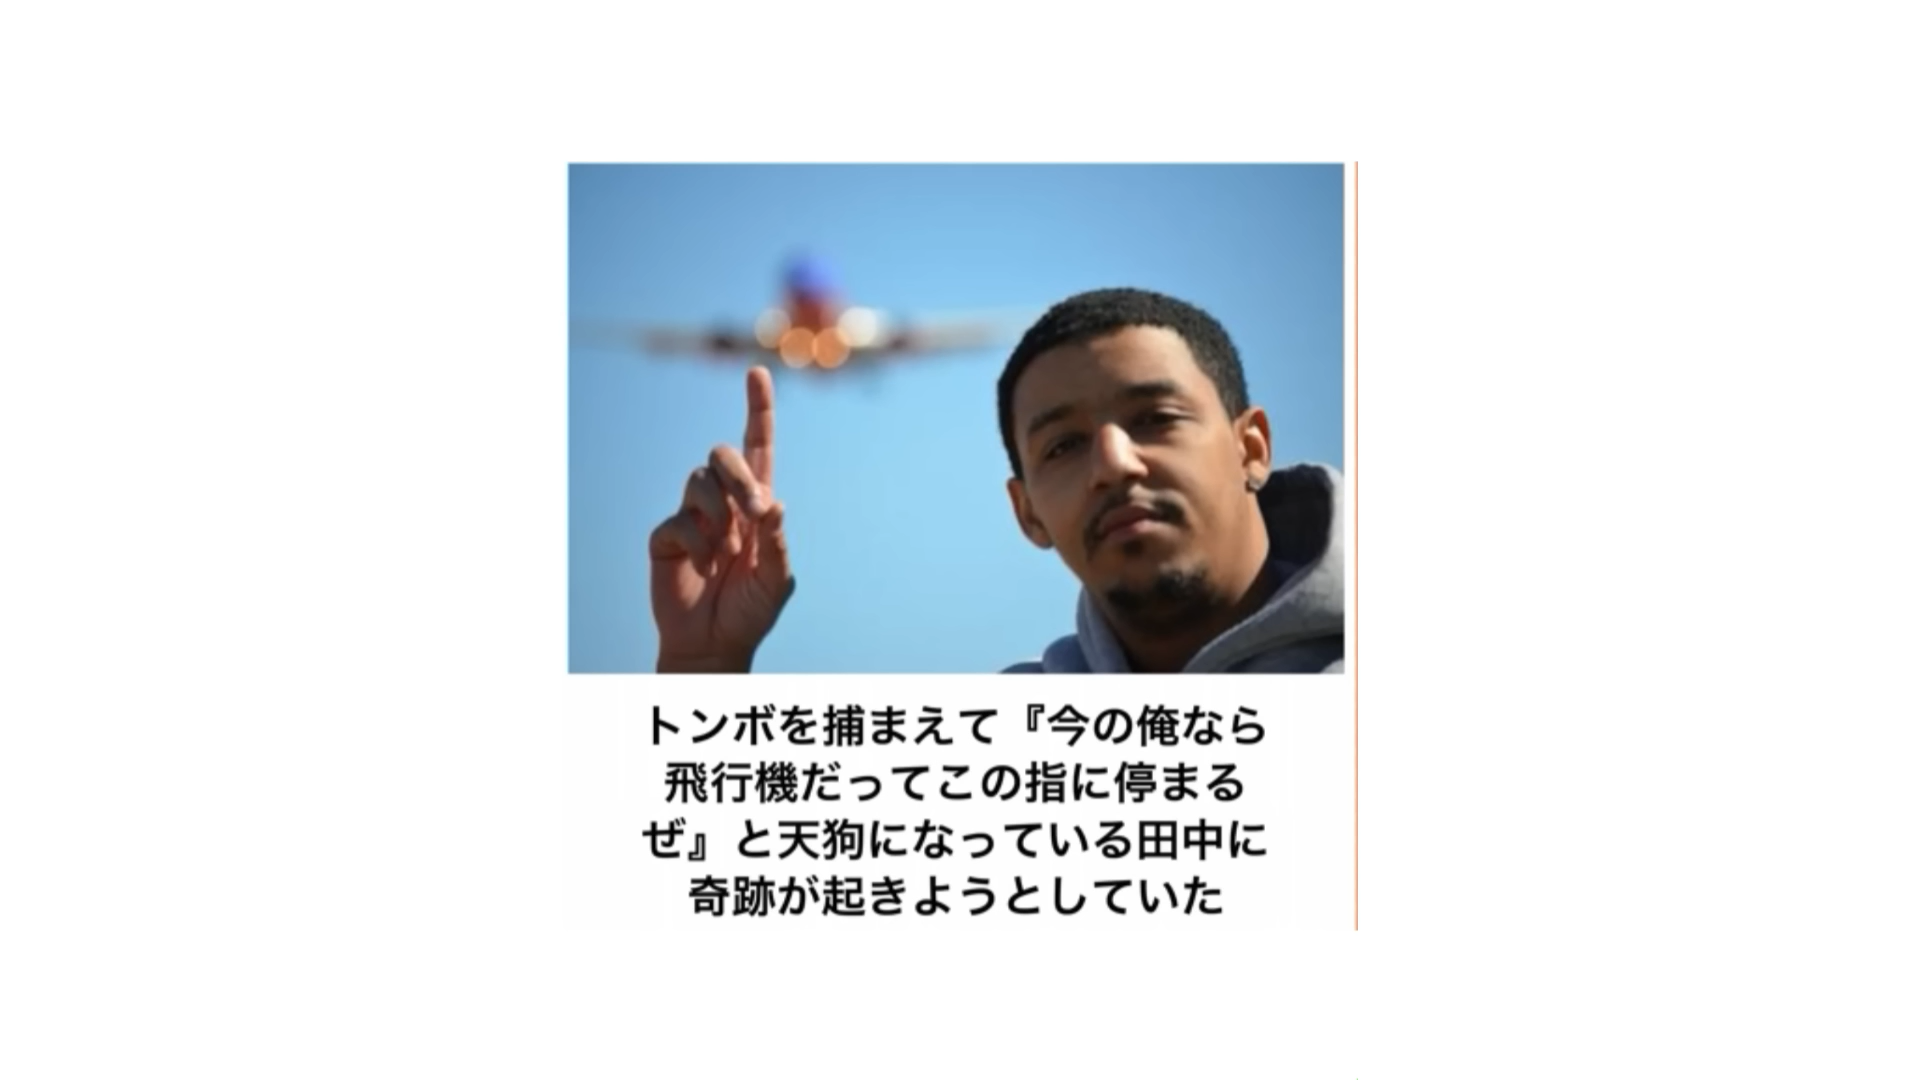 トンボを捕まえて『今の俺なら
飛行機だってこの指に停まる
ぜ』と天狗になっている田中に
奇跡が起きようとしていた